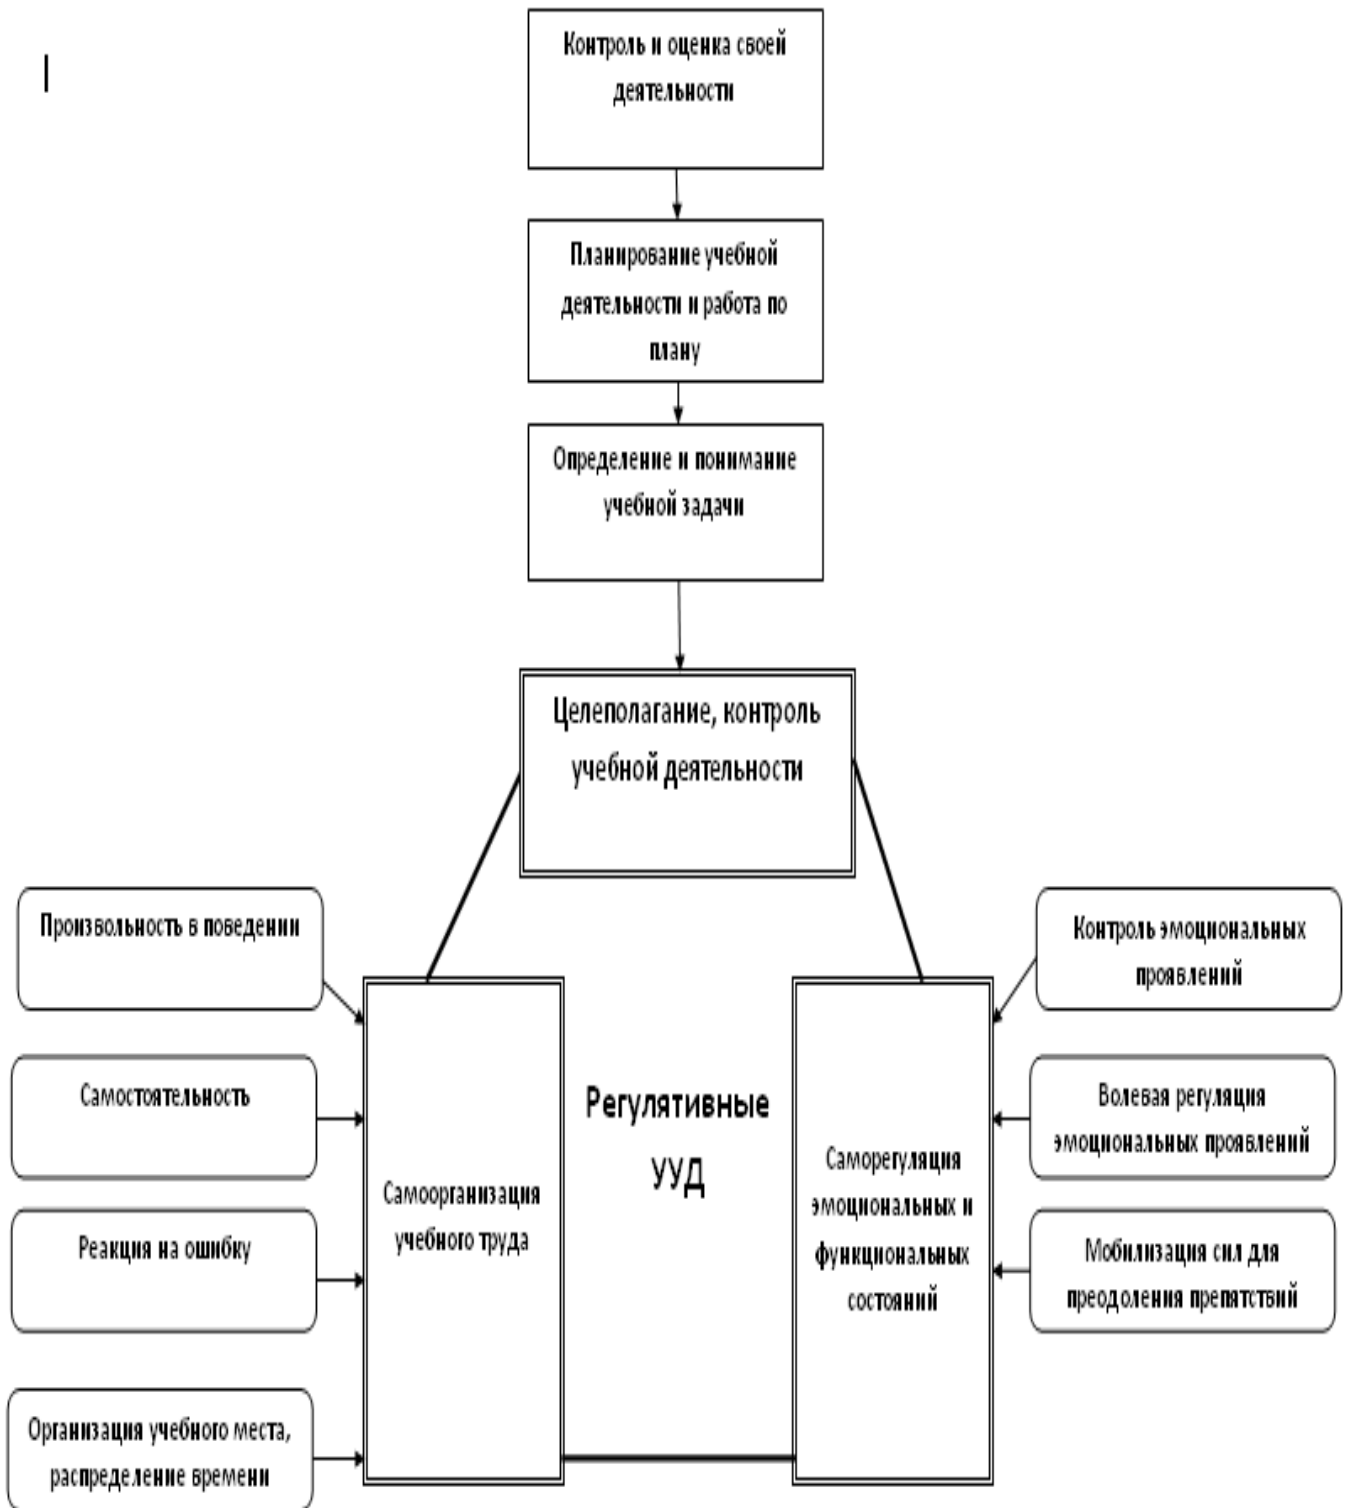 Контроль и оценка своей
деятельности
Планирование учебной
деятельности и работа по
плану
Определение и понимание
учебной задачи
Целеполагание, контроль
учебной деятельности
Произвольность в поведении
Самостоятельность
Реакция на ошибку
Организация учебного места,
распределение времени
Самоорганизация
учебного труда
Регулятивные
УУД
Саморегуляция
эмоциональных и
функциональных
состояний
Контроль эмоциональных
проявлений
Волевая регуляция
эмоциональных проявлений
Мобилизация сил для
преодоления препятствий